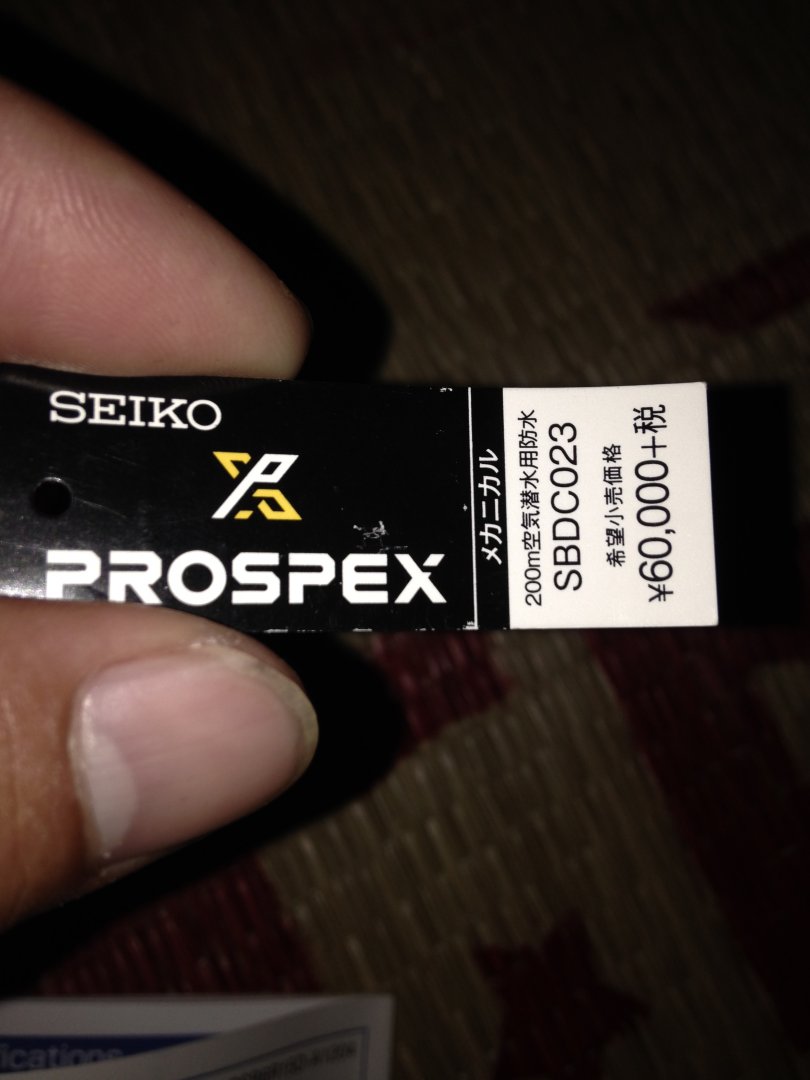 SEIKO
PROSPEX
メカニカル
200m空気潜水用防水
SBDC023
希望小売価格
¥60,000+税